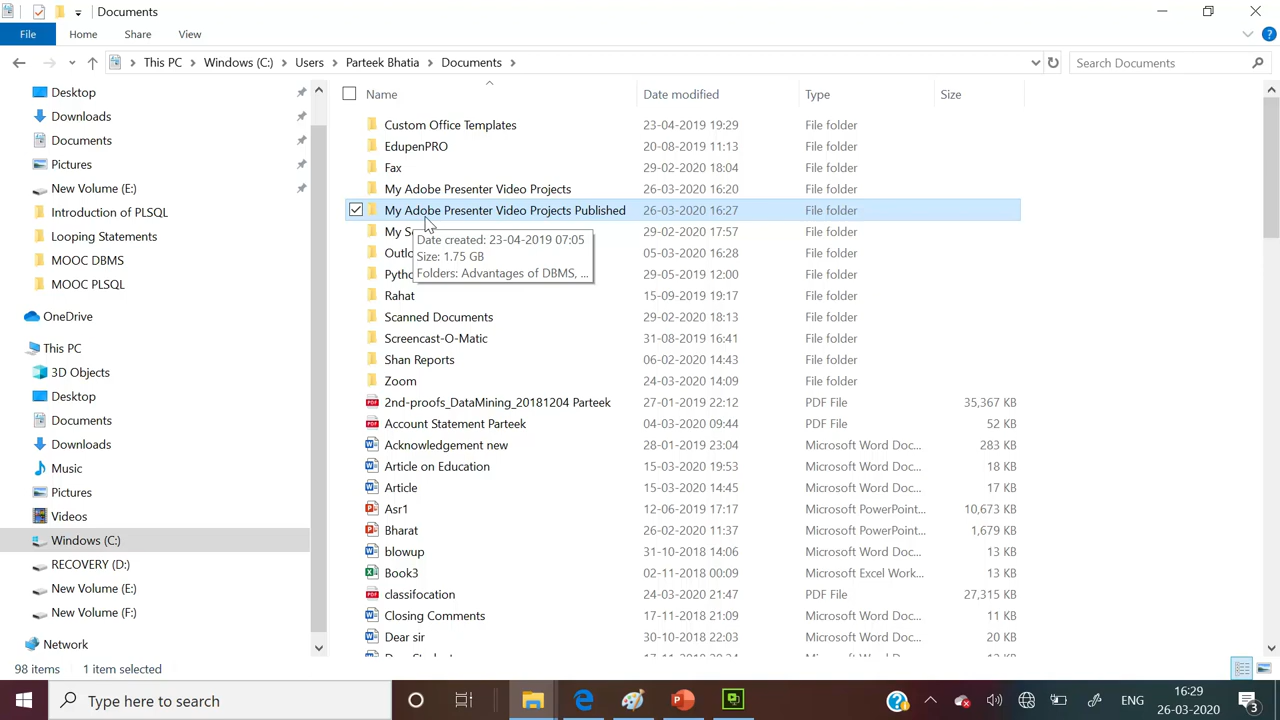 Documents
File Home Share View
This PC Windows (C:) Users Parteek Bhatia Documents
Search Documents
Desktop
Downloads
Documents
Pictures
New Volume (E:)
Introduction of PLSQL
Looping Statements
MOOC DBMS
MOOC PLSQL
OneDrive
This PC
3D Objects
Desktop
Documents
Downloads
Music
Pictures
Videos
Windows (C:)
RECOVERY (D:)
New Volume (E:)
New Volume (F:)
Network
Name Date modified Type Size
Custom Office Templates 23-04-2019 19:29 File folder
EdupenPRO 20-08-2019 11:13 File folder
Fax 29-02-2020 18:04 File folder
My Adobe Presenter Video Projects 26-03-2020 16:20 File folder
My Adobe Presenter Video Projects Published 26-03-2020 16:27 File folder
My 29-02-2020 17:57 File folder
05-03-2020 16:28 File folder
29-05-2019 12:00 File folder
Date created: 23-04-2019 07:05
Size: 1.75 GB
Folders: Advantages of DBMS, ...
Rahat 15-09-2019 19:17 File folder
Scanned Documents 29-02-2020 18:13 File folder
Screencast-O-Matic 31-08-2019 16:41 File folder
Shan Reports 06-02-2020 14:43 File folder
Zoom 24-03-2020 14:09 File folder
2nd-proofs_DataMining_20181204 Parteek 27-01-2019 22:12 PDF File 35,367 KB
Account Statement Parteek 04-03-2020 09:44 PDF File 52 KB
Acknowledgement new 28-01-2019 23:04 Microsoft Word Doc... 283 KB
Article on Education 15-03-2020 19:53 Microsoft Word Doc... 18 KB
Article 15-03-2020 14:45 Microsoft Word Doc... 17 KB
Asr1 12-06-2019 17:17 Microsoft PowerPoint... 10,673 KB
Bharat 26-02-2020 11:37 Microsoft PowerPoint... 1,679 KB
blowup 31-10-2018 14:06 Microsoft Word Doc... 13 KB
Book3 02-11-2018 00:09 Microsoft Excel Work... 13 KB
classifocation 24-03-2020 21:47 PDF File 27,315 KB
Closing Comments 17-11-2018 21:09 Microsoft Word Doc... 11 KB
Dear sir 30-10-2018 22:03 Microsoft Word Doc... 20 KB
98 items 1 item selected
Type here to search
ENG
16:29
26-03-2020
3